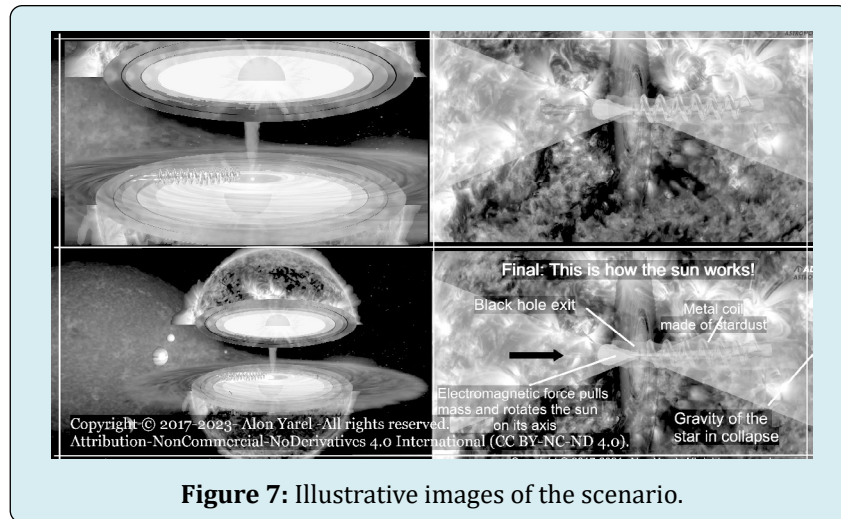 Final: This is how the sun works!
Black hole exit
Metal coil
made of stardust
Electromagnetic force pulls
mass and rotates the sun
on its axis
Gravity of the
star in collapse
Copyright © 2017-2023- Alon Yarel -All rights reserved.
Attribution-NonCommercial-NoDerivatives 4.0 International (CC BY-NC-ND 4.0).
Figure 7: Illustrative images of the scenario.